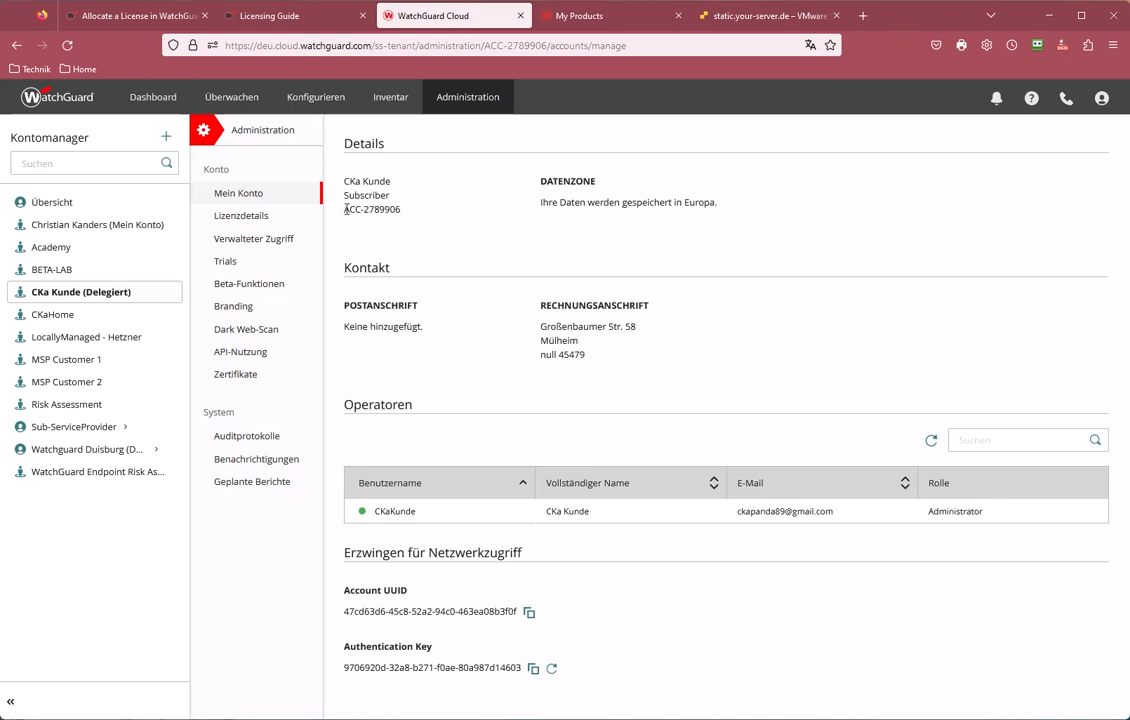 Allocate a License in WatchGu
Licensing Guide
WatchGuard Cloud
My Products
static.your-server.de – VMware
https://deu.cloud.watchguard.com/ss-tenant/administration/ACC-2789906/accounts/manage
Technik
Home
WatchGuard
Dashboard
Überwachen
Konfigurieren
Inventar
Administration
Kontomanager
Suchen
Übersicht
Christian Kanders (Mein Konto)
Academy
BETA-LAB
CKa Kunde (Delegiert)
CKaHome
LocallyManaged - Hetzner
MSP Customer 1
MSP Customer 2
Risk Assessment
Sub-ServiceProvider
Watchguard Duisburg (D...
WatchGuard Endpoint Risk As...
Administration
Konto
Mein Konto
Lizenzdetails
Verwalteter Zugriff
Trials
Beta-Funktionen
Branding
Dark Web-Scan
API-Nutzung
Zertifikate
System
Auditprotokolle
Benachrichtigungen
Geplante Berichte
Details
CKa Kunde
Subscriber
ACC-2789906
DATENZONE
Ihre Daten werden gespeichert in Europa.
Kontakt
POSTANSCHRIFT
Keine hinzugefügt.
RECHNUNGSANSCHRIFT
Großenbaumer Str. 58
Mülheim
null 45479
Operatoren
Suchen
Benutzername
Vollständiger Name
E-Mail
Rolle
CKaKunde
CKa Kunde
ckapanda89@gmail.com
Administrator
Erzwingen für Netzwerkzugriff
Account UUID
47cd63d6-45c8-52a2-94c0-463ea08b3f0f
Authentication Key
9706920d-32a8-b271-f0ae-80a987d14603